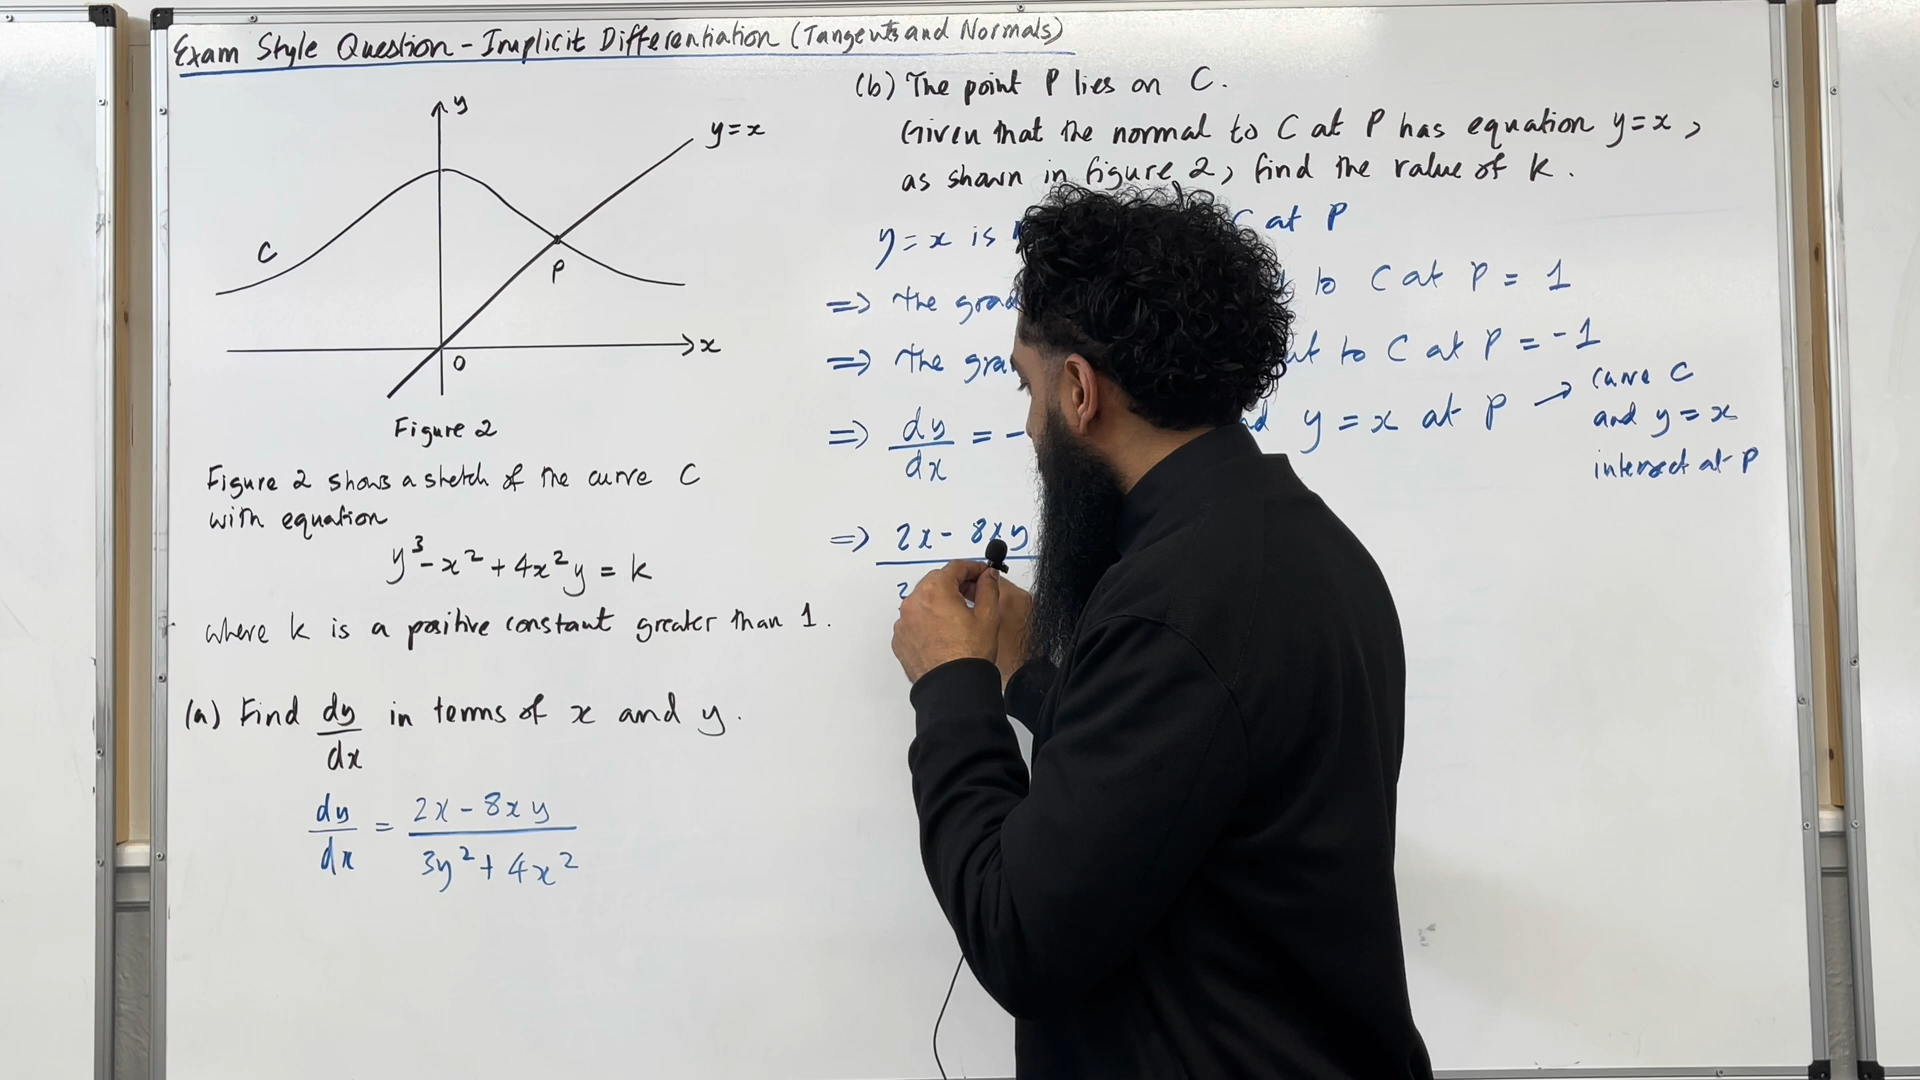 Exam Style Question - Implicit Differentiation (Tangents and Normals)
y
y = x
C
P
x
O
Figure 2
Figure 2 shows a sketch of the curve C
with equation
y³ - x² + 4x²y = k
where k is a positive constant greater than 1.
(a) Find dy/dx in terms of x and y.
dy/dx = (2x - 8xy)/(3y² + 4x²)
(b) The point P lies on C.
Given that the normal to C at P has equation y = x,
as shown in figure 2, find the value of k.
y = x is C at P
=> the to C at P = 1
=> the to C at P = -1
=> dy/dx = - y = x at P → curve C
and y = x
intersect at P
=> 2x - 8xy